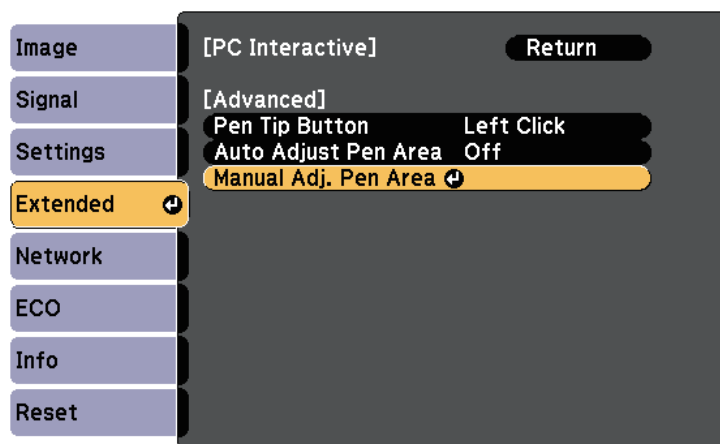 Image
Signal
Settings
Extended
Network
ECO
Info
Reset
[PC Interactive] Return
[Advanced]
Pen Tip Button Left Click
Auto Adjust Pen Area Off
Manual Adj. Pen Area